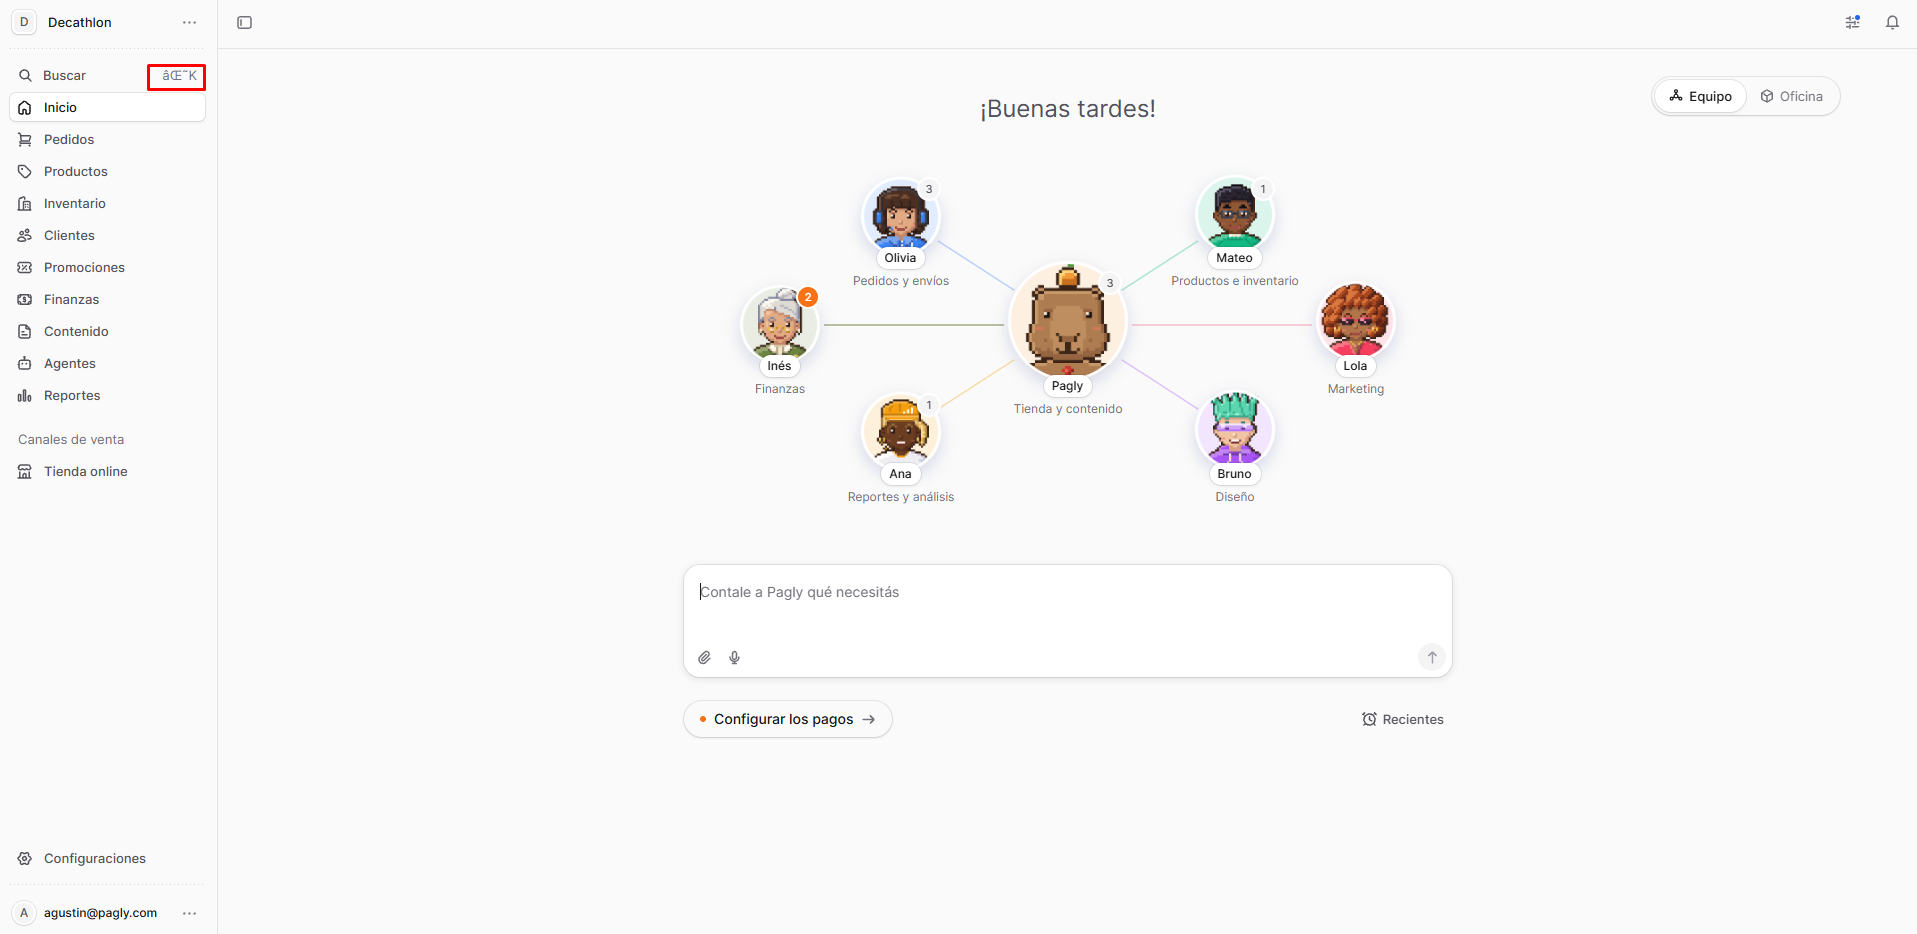 D Decathlon
Buscar âŒ˜K
Inicio
Pedidos
Productos
Inventario
Clientes
Promociones
Finanzas
Contenido
Agentes
Reportes
Canales de venta
Tienda online
Configuraciones
A agustin@pagly.com
¡Buenas tardes!
Equipo Oficina
3
Olivia
Pedidos y envíos
1
Mateo
Productos e inventario
2
Inés
Finanzas
3
Pagly
Tienda y contenido
Lola
Marketing
1
Ana
Reportes y análisis
Bruno
Diseño
Contale a Pagly qué necesitás
Configurar los pagos
Recientes